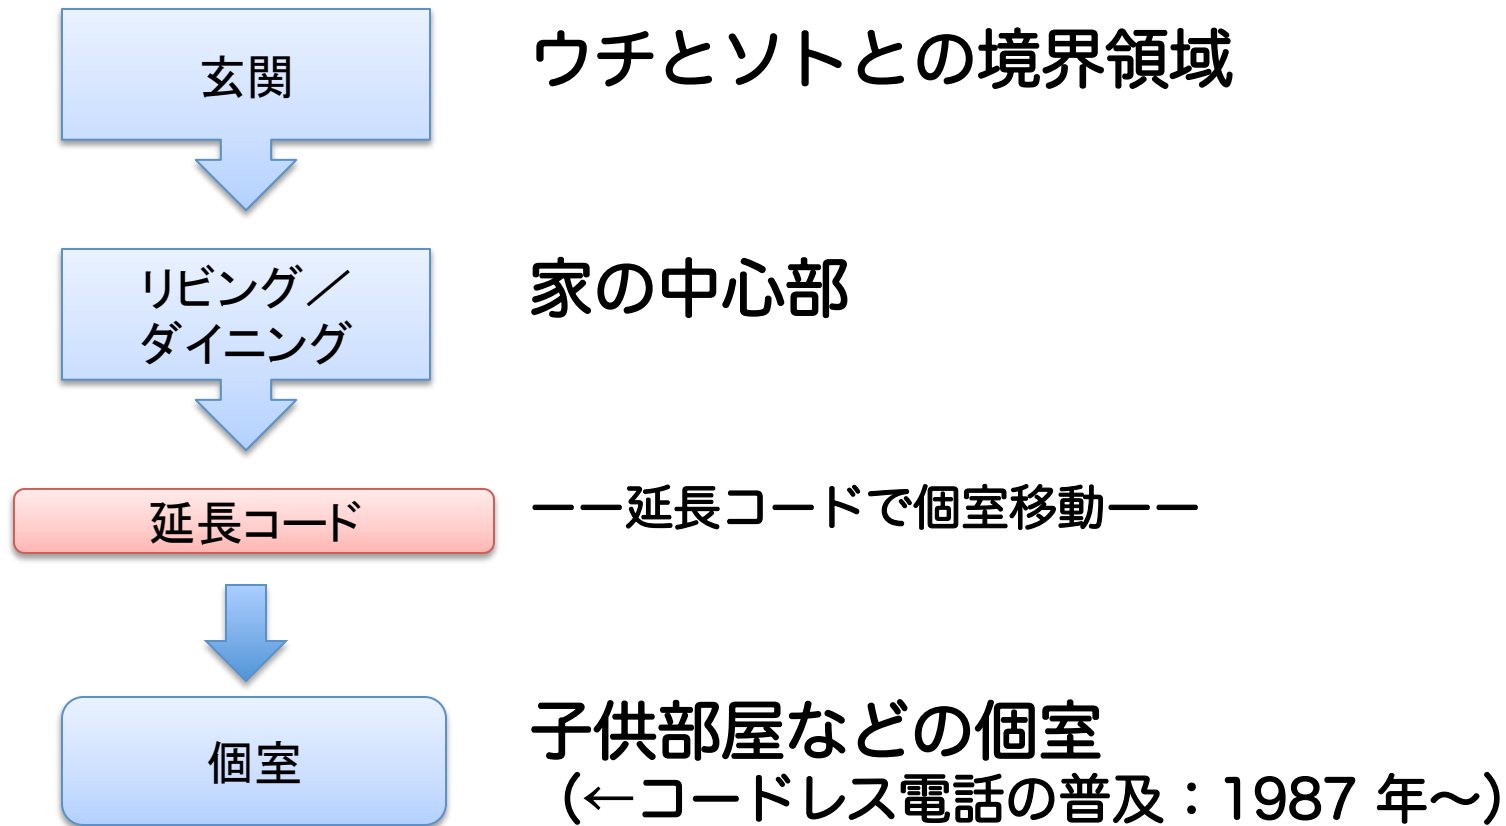 玄関
ウチとソトとの境界領域
リビング／
ダイニング
家の中心部
延長コード
ーー延長コードで個室移動ーー
個室
子供部屋などの個室
（←コードレス電話の普及：1987 年～）